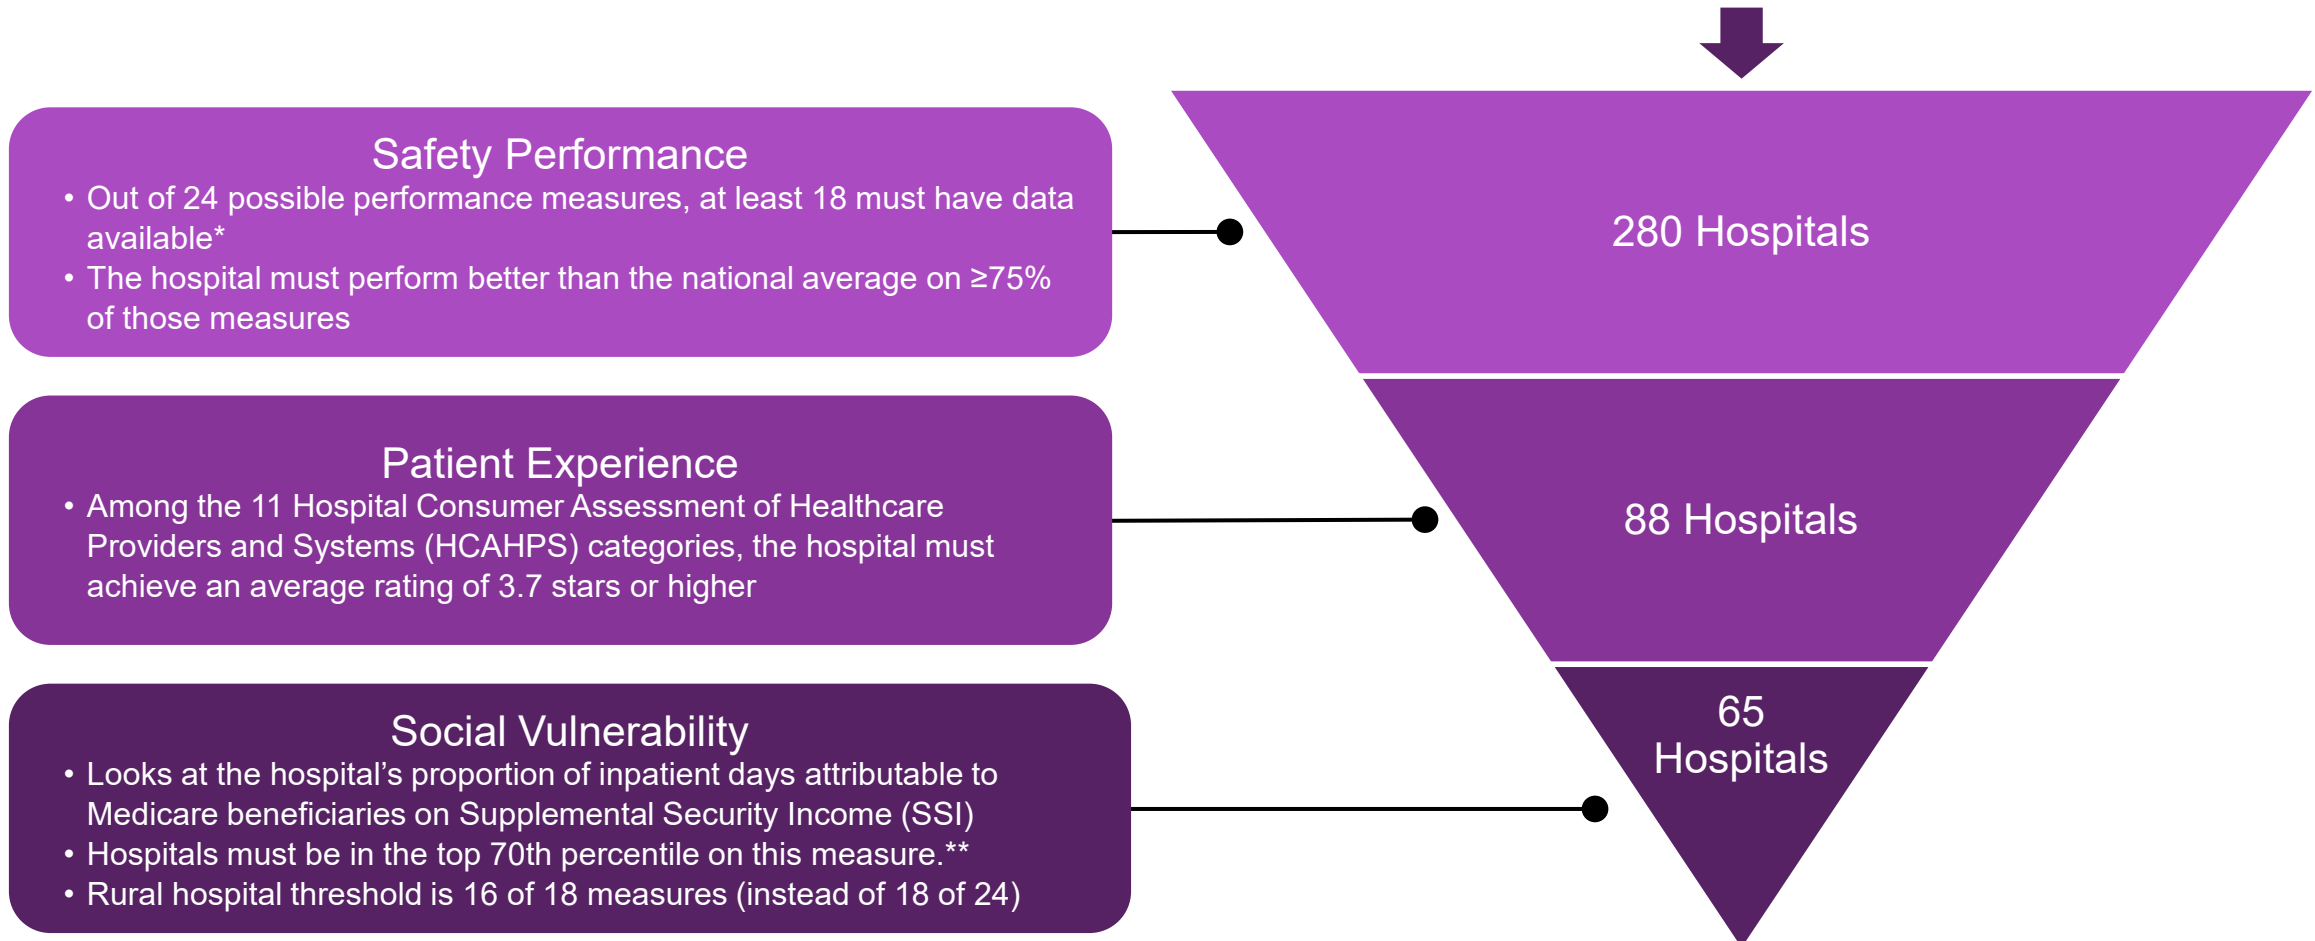 Safety Performance
• Out of 24 possible performance measures, at least 18 must have data
available*
• The hospital must perform better than the national average on ≥75%
of those measures
280 Hospitals
Patient Experience
• Among the 11 Hospital Consumer Assessment of Healthcare
Providers and Systems (HCAHPS) categories, the hospital must
achieve an average rating of 3.7 stars or higher
88 Hospitals
Social Vulnerability
• Looks at the hospital’s proportion of inpatient days attributable to
Medicare beneficiaries on Supplemental Security Income (SSI)
• Hospitals must be in the top 70th percentile on this measure.**
• Rural hospital threshold is 16 of 18 measures (instead of 18 of 24)
65
Hospitals